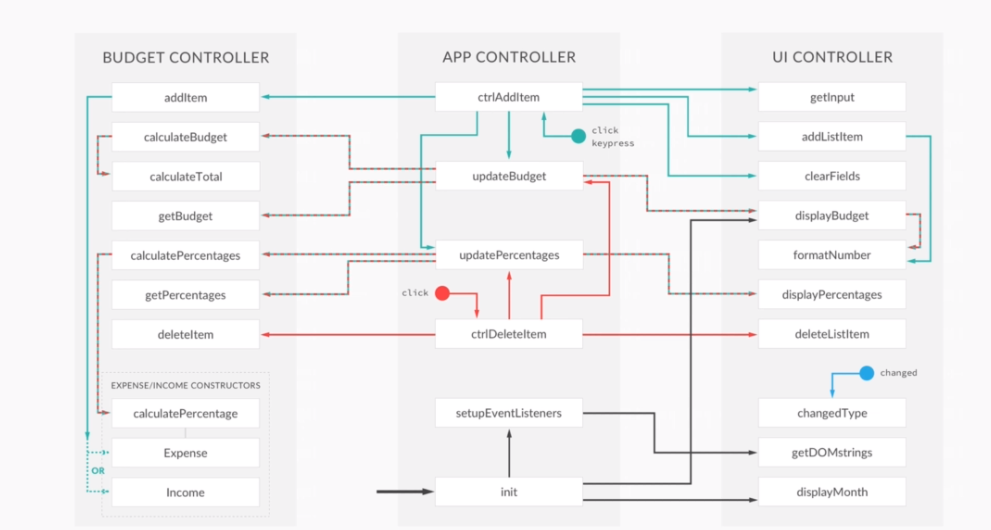 BUDGET CONTROLLER
addItem
calculateBudget
calculateTotal
getBudget
calculatePercentages
getPercentages
deleteItem
EXPENSE/INCOME CONSTRUCTORS
calculatePercentage
Expense
OR
Income
APP CONTROLLER
ctrlAddItem
click
keypress
updateBudget
updatePercentages
click
ctrlDeleteItem
setupEventListeners
init
UI CONTROLLER
getInput
addListItem
clearFields
displayBudget
formatNumber
displayPercentages
deleteListItem
changed
changedType
getDOMstrings
displayMonth